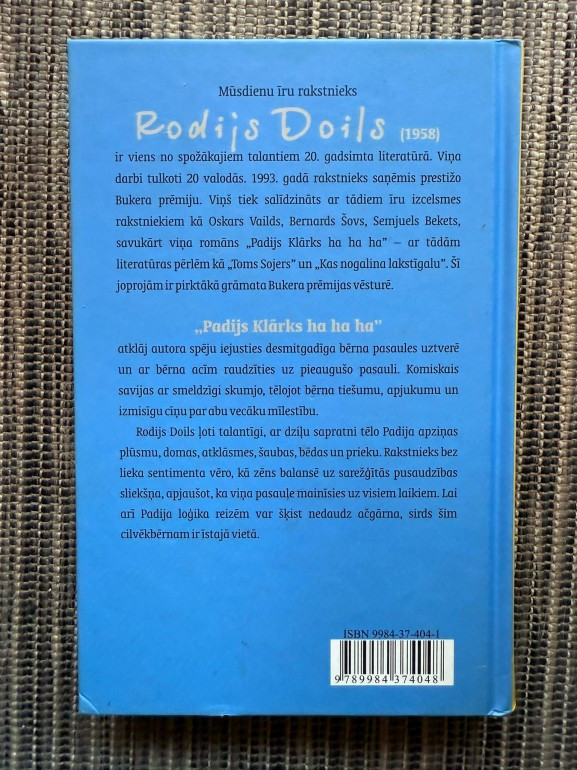 Mūsdienu īru rakstnieks
Rodijs Doils (1958)
ir viens no spožākajiem talantiem 20. gadsimta literatūrā. Viņa
darbi tulkoti 20 valodās. 1993. gadā rakstnieks saņēmis prestižo
Bukera prēmiju. Viņš tiek salīdzināts ar tādiem īru izcelsmes
rakstniekiem kā Oskars Vailds, Bernards Šovs, Semjuels Bekets,
savukārt viņa romāns „Padijs Klārks ha ha ha” – ar tādām
literatūras pērlēm kā „Toms Sojers” un „Kas nogalina lakstīgalu”. Šī
joprojām ir pirktākā grāmata Bukera prēmijas vēsturē.
„Padijs Klārks ha ha ha”
atklāj autora spēju iejusties desmitgadīga bērna pasaules uztverē
un ar bērna acīm raudzīties uz pieaugušo pasauli. Komiskais
savijas ar smeldzīgi skumjo, tēlojot bērna tiešumu, apjukumu un
izmisīgu cīņu par abu vecāku mīlestību.
Rodijs Doils ļoti talantīgi, ar dziļu sapratni tēlo Padija apziņas
plūsmu, domas, atklāsmes, šaubas, bēdas un prieku. Rakstnieks bez
lieka sentimenta vēro, kā zēns balansē uz sarežģītās pusaudzības
sliekšņa, apjaušot, ka viņa pasauļe mainīsies uz visiem laikiem. Lai
arī Padija loģika reizēm var šķist nedaudz ačgārna, sirds šim
cilvēkbērnam ir īstajā vietā.
ISBN 9984-37-404-1
9 789984 374048